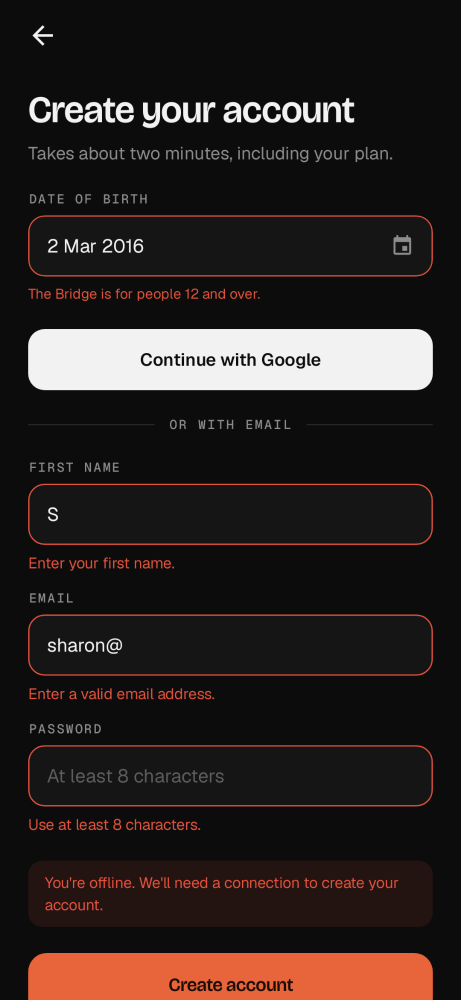 Create your account
Takes about two minutes, including your plan.
DATE OF BIRTH
2 Mar 2016
The Bridge is for people 12 and over.
Continue with Google
OR WITH EMAIL
FIRST NAME
S
Enter your first name.
EMAIL
sharon@
Enter a valid email address.
PASSWORD
At least 8 characters
Use at least 8 characters.
You're offline. We'll need a connection to create your
account.
Create account